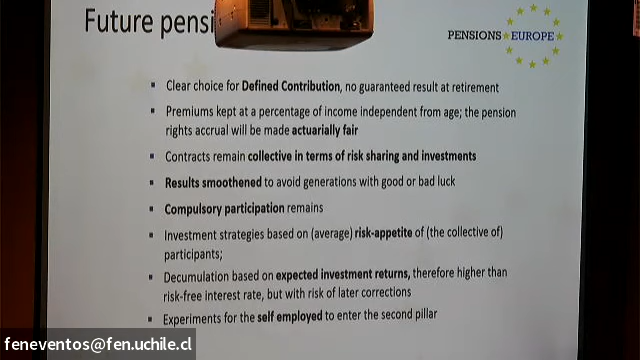 Future pensi
PENSIONS EUROPE
▪ Clear choice for Defined Contribution, no guaranteed result at retirement
▪ Premiums kept at a percentage of income independent from age; the pension
rights accrual will be made actuarially fair
▪ Contracts remain collective in terms of risk sharing and investments
▪ Results smoothened to avoid generations with good or bad luck
▪ Compulsory participation remains
▪ Investment strategies based on (average) risk-appetite of (the collective of)
participants;
▪ Decumulation based on expected investment returns, therefore higher than
risk-free interest rate, but with risk of later corrections
▪ Experiments for the self employed to enter the second pillar
feneventos@fen.uchile.cl